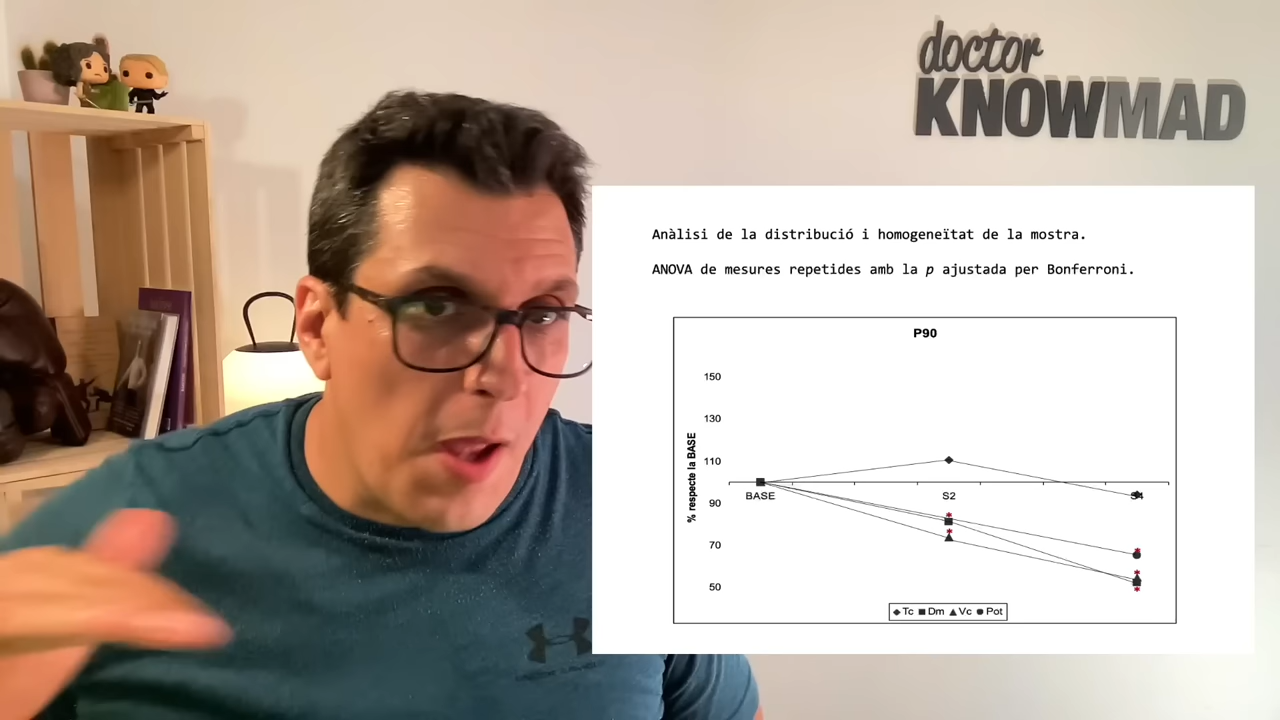 doctor
KNOWMAD
Anàlisi de la distribució i homogeneïtat de la mostra.
ANOVA de mesures repetides amb la p ajustada per Bonferroni.
P90
150
130
110
90
70
50
% respecte la BASE
BASE
S2
Tc Dm Vc Pot